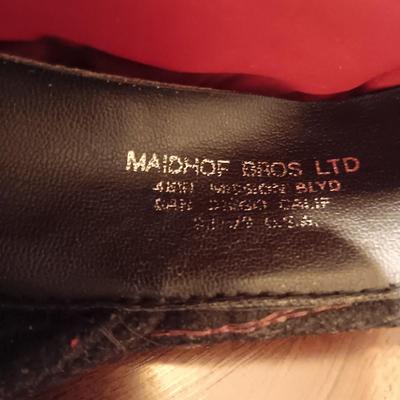 MAIDHOF BROS LTD
MISSION BLVD
SAN DIEGO CALIF
U.S.A.